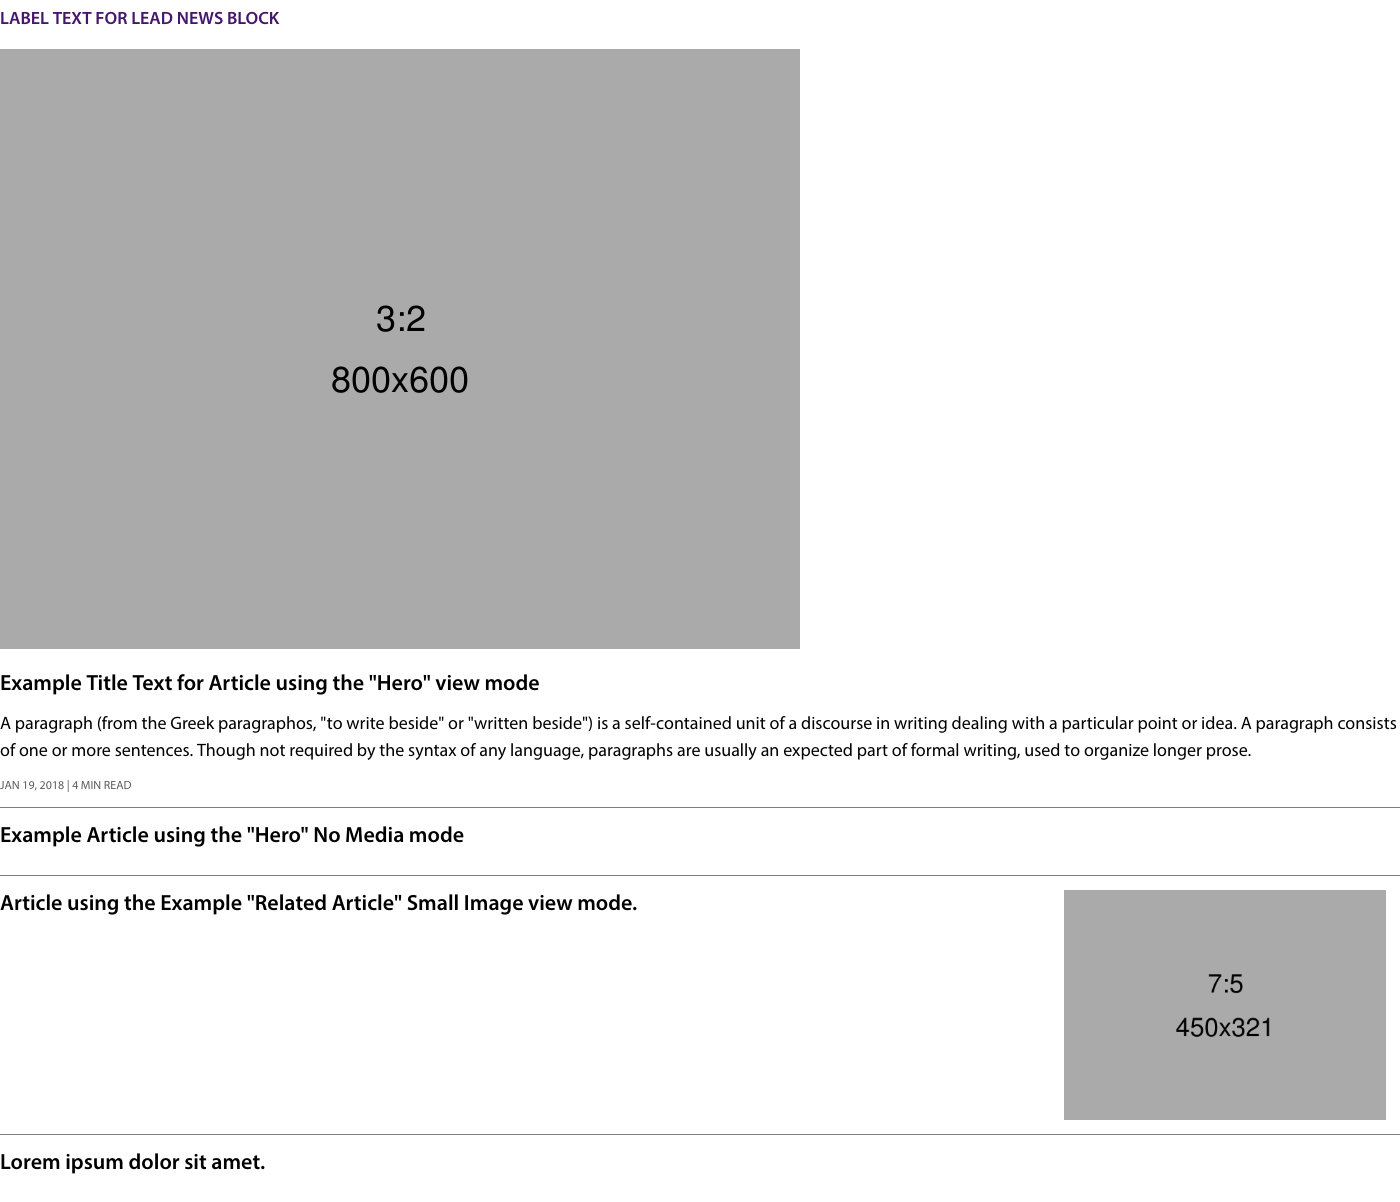 LABEL TEXT FOR LEAD NEWS BLOCK
3:2
800x600
Example Title Text for Article using the "Hero" view mode
A paragraph (from the Greek paragraphos, "to write beside" or "written beside") is a self-contained unit of a discourse in writing dealing with a particular point or idea. A paragraph consists
of one or more sentences. Though not required by the syntax of any language, paragraphs are usually an expected part of formal writing, used to organize longer prose.
JAN 19, 2018 | 4 MIN READ
Example Article using the "Hero" No Media mode
Article using the Example "Related Article" Small Image view mode.
7:5
450x321
Lorem ipsum dolor sit amet.